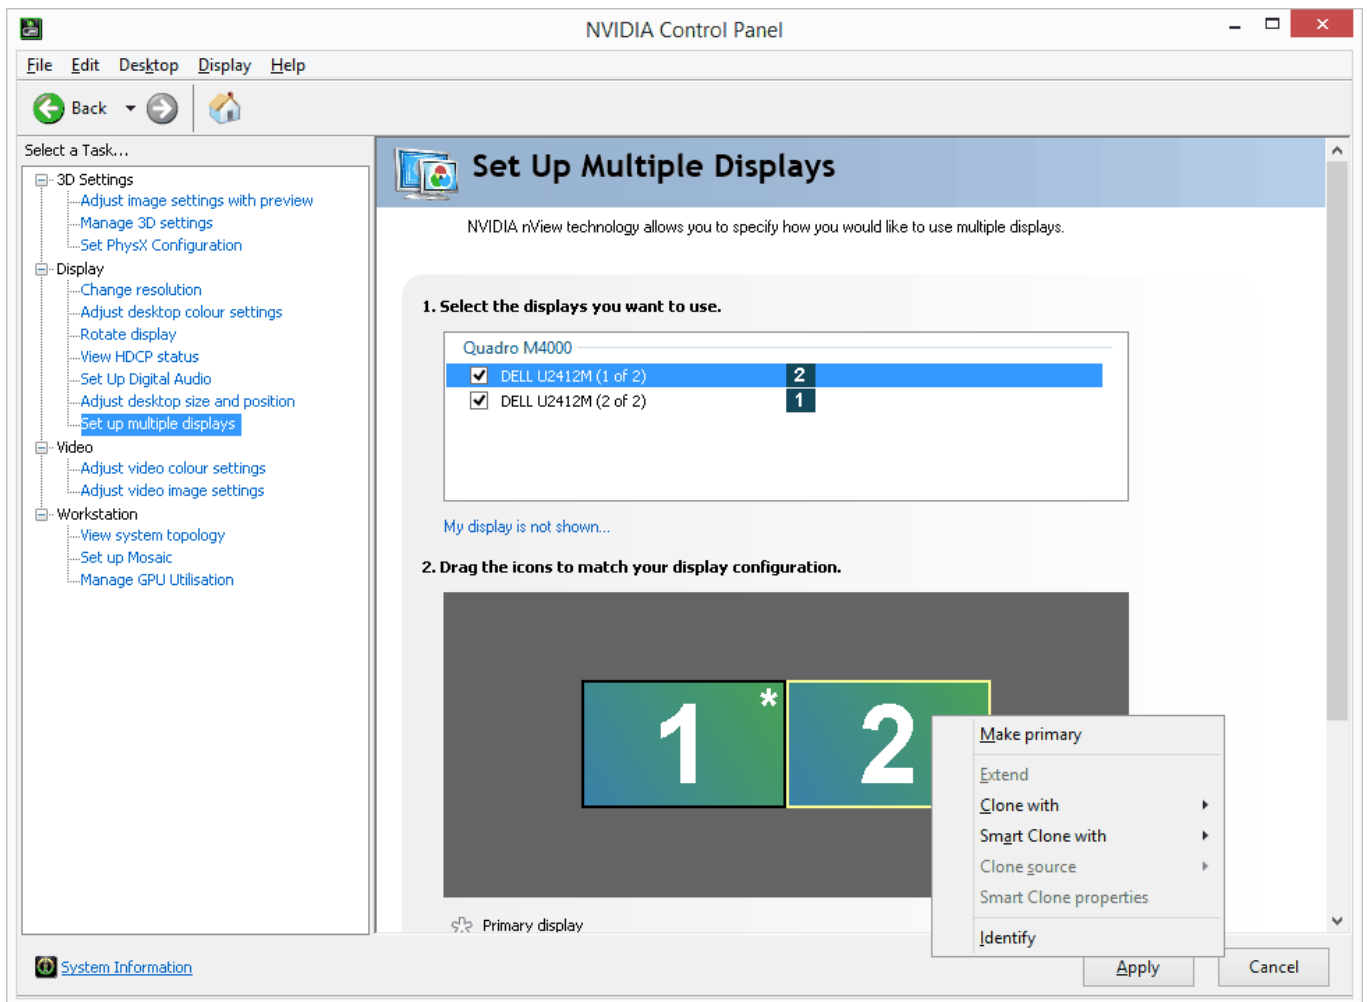 NVIDIA Control Panel
File Edit Desktop Display Help
Back
Select a Task...
3D Settings
Adjust image settings with preview
Manage 3D settings
Set PhysX Configuration
Display
Change resolution
Adjust desktop colour settings
Rotate display
View HDCP status
Set Up Digital Audio
Adjust desktop size and position
Set up multiple displays
Video
Adjust video colour settings
Adjust video image settings
Workstation
View system topology
Set up Mosaic
Manage GPU Utilisation
System Information
Set Up Multiple Displays
NVIDIA nView technology allows you to specify how you would like to use multiple displays.
1. Select the displays you want to use.
Quadro M4000
DELL U2412M (1 of 2) 2
DELL U2412M (2 of 2) 1
My display is not shown...
2. Drag the icons to match your display configuration.
1 * 2
Make primary
Extend
Clone with
Smart Clone with
Clone source
Smart Clone properties
Identify
Primary display
Apply Cancel